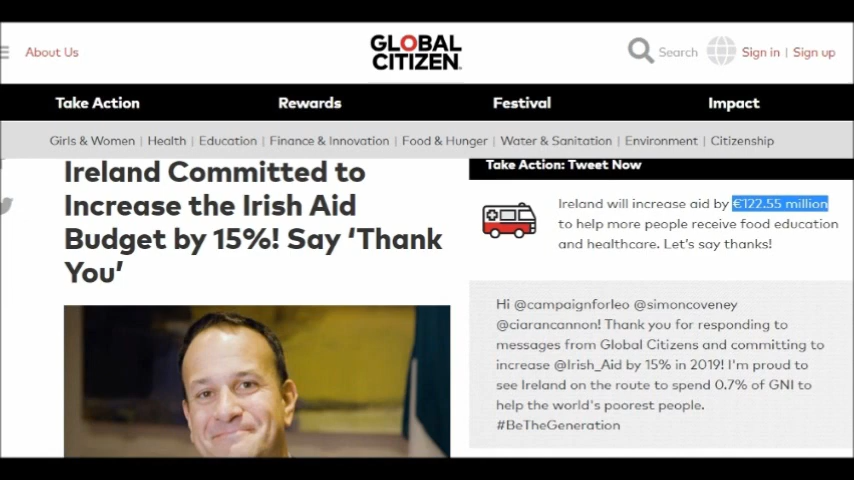 About Us
GLOBAL
CITIZEN.
Search
Sign in | Sign up
Take Action
Rewards
Festival
Impact
Girls & Women | Health | Education | Finance & Innovation | Food & Hunger | Water & Sanitation | Environment | Citizenship
Ireland Committed to
Increase the Irish Aid
Budget by 15%! Say ‘Thank
You’
Take Action: Tweet Now
Ireland will increase aid by €122.55 million
to help more people receive food education
and healthcare. Let's say thanks!
Hi @campaignforleo @simoncoveney
@ciarancannon! Thank you for responding to
messages from Global Citizens and committing to
increase @Irish_Aid by 15% in 2019! I'm proud to
see Ireland on the route to spend 0.7% of GNI to
help the world's poorest people.
#BeTheGeneration